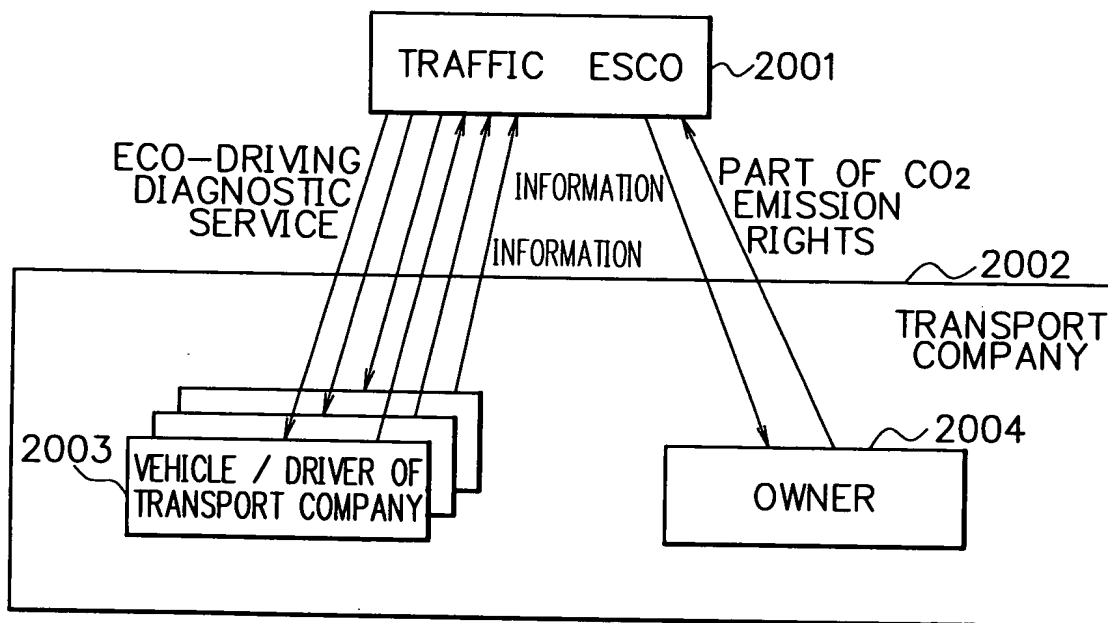 TRAFFIC ESCO
2001
ECO-DRIVING
DIAGNOSTIC
SERVICE
INFORMATION
INFORMATION
PART OF CO2
EMISSION
RIGHTS
2002
TRANSPORT
COMPANY
2003
VEHICLE / DRIVER OF
TRANSPORT COMPANY
2004
OWNER